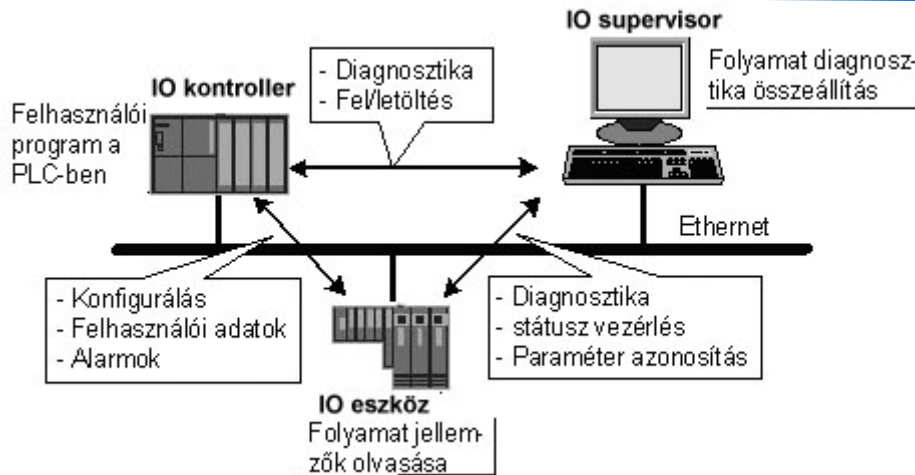 IO supervisor
Folyamat diagnosz-
tika összeállítás
IO kontroller
Felhasználói
program a
PLC-ben
- Diagnosztika
- Fel/letöltés
Ethernet
- Konfigurálás
- Felhasználói adatok
- Alarmok
- Diagnosztika
- státusz vezérlés
- Paraméter azonosítás
IO eszköz
Folyamat jellem-
zők olvasása